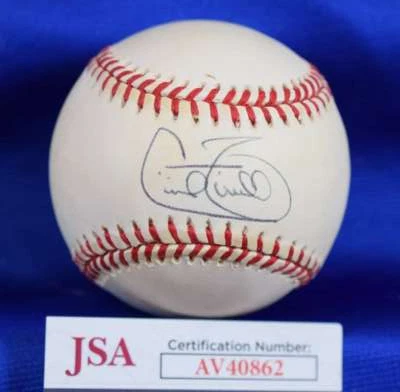 JSA
Certification Number:
AV40862